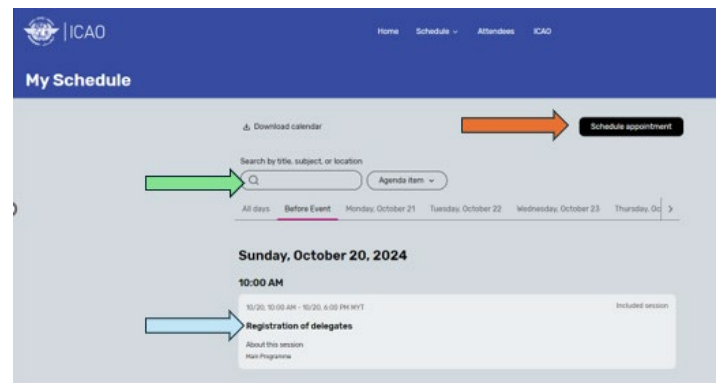 ICAO
Home Schedule Attendees ICAO
My Schedule
Download calendar
Schedule appointment
Search by title, subject, or location
Agenda item
All days Before Event Monday, October 21 Tuesday, October 22 Wednesday, October 23 Thursday, Oc
Sunday, October 20, 2024
10:00 AM
10/20, 10:00 AM - 10/20, 6:00 PM MYT Included session
Registration of delegates
About this session
Main Programme